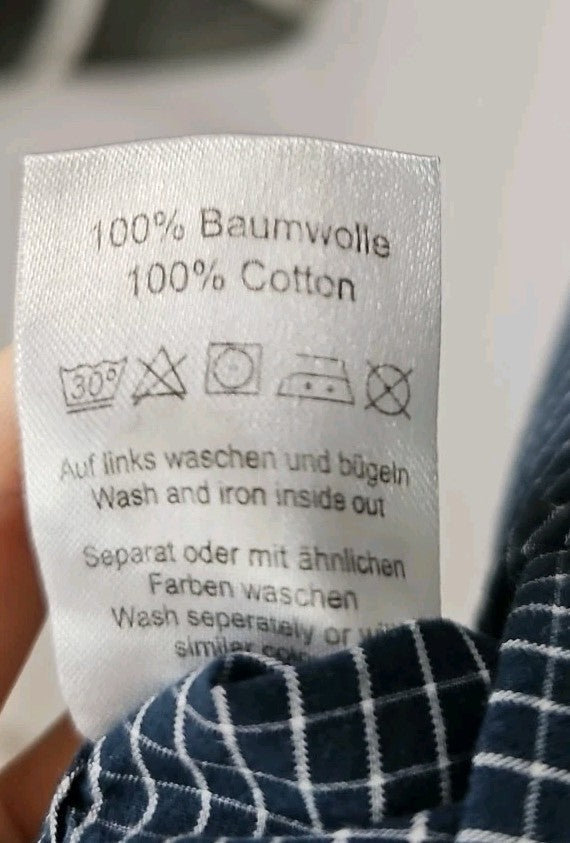 100% Baumwolle
100% Cotton
30°
Auf links waschen und bügeln
Wash and iron inside out
Separat oder mit ähnlichen
Farben waschen
Wash seperately or
similar